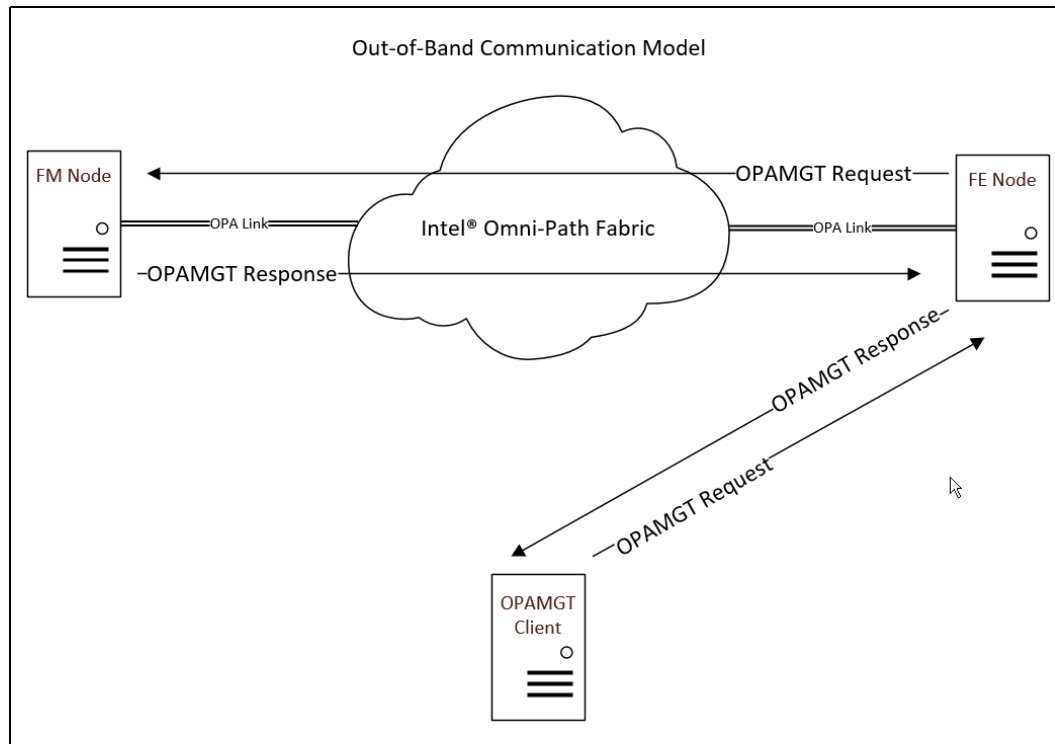 Out-of-Band Communication Model
OPAMGT Request
FM Node
FE Node
OPA Link
Intel® Omni-Path Fabric
OPA Link
OPAMGT Response
OPAMGT Response
OPAMGT Request
OPAMGT
Client